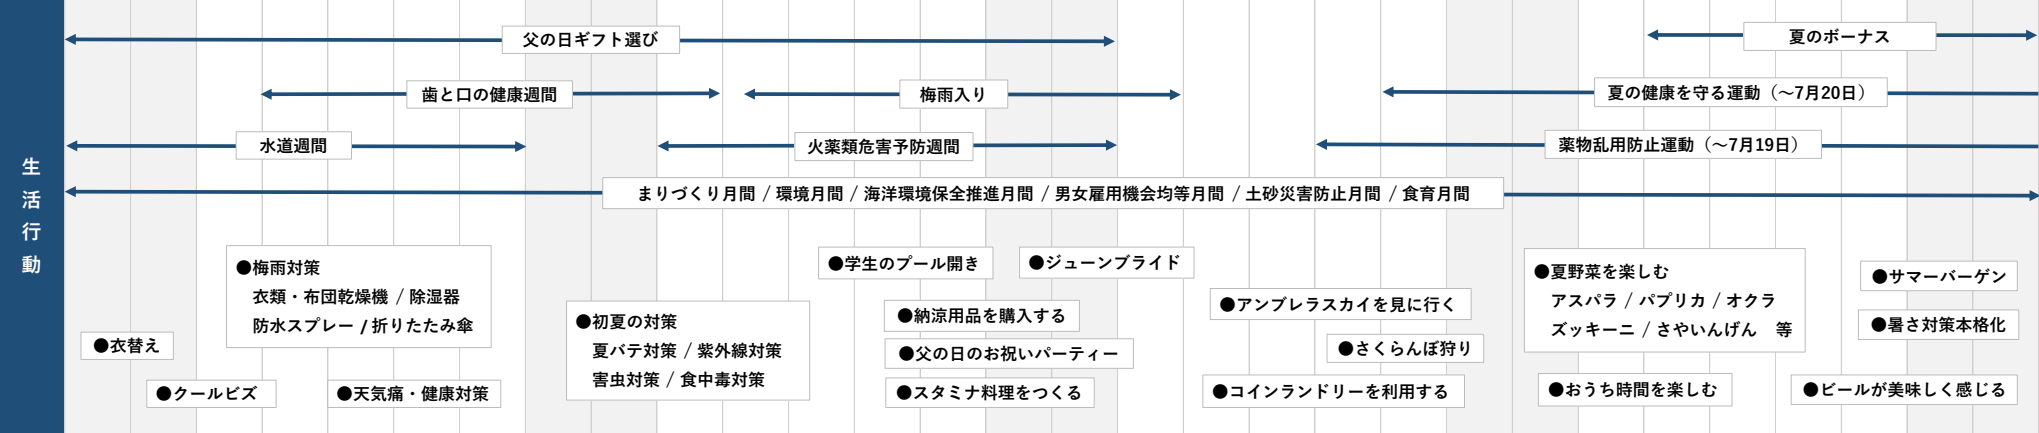 生活行動
父の日ギフト選び
夏のボーナス
歯と口の健康週間
梅雨入り
夏の健康を守る運動（～7月20日）
水道週間
火薬類危害予防週間
薬物乱用防止運動（～7月19日）
まりづくり月間 / 環境月間 / 海洋環境保全推進月間 / 男女雇用機会均等月間 / 土砂災害防止月間 / 食育月間
●梅雨対策
衣類・布団乾燥機 / 除湿器
防水スプレー / 折りたたみ傘
●衣替え
●クールビズ
●天気痛・健康対策
●初夏の対策
夏バテ対策 / 紫外線対策
害虫対策 / 食中毒対策
●学生のプール開き
●ジューンブライド
●納涼用品を購入する
●父の日のお祝いパーティー
●スタミナ料理をつくる
●アンブレラスカイを見に行く
●さくらんぼ狩り
●コインランドリーを利用する
●夏野菜を楽しむ
アスパラ / パプリカ / オクラ
ズッキーニ / さやいんげん　等
●おうち時間を楽しむ
●サマーバーゲン
●暑さ対策本格化
●ビールが美味しく感じる